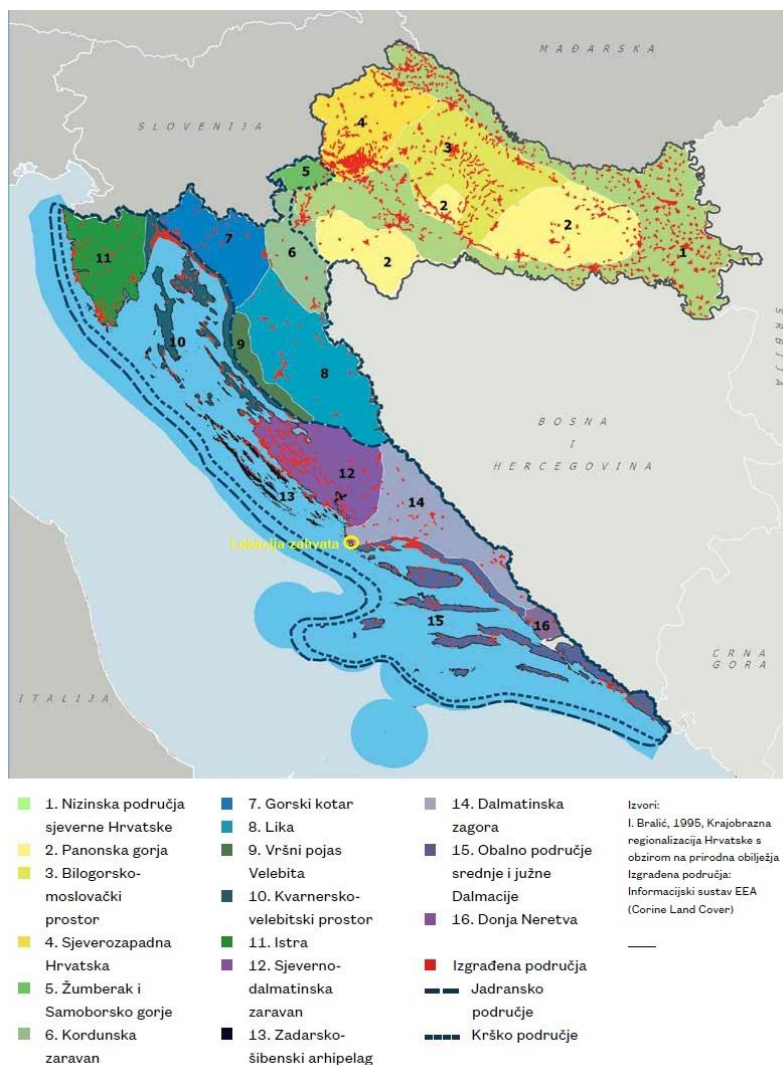 MAĐARSKA
SLOVENIJA
4
3
5
2
2
1
7
6
2
11
10
9
8
SRBIJA
BOSNA
I
HERCEGOVINA
12
13
14
Lokacija zahvata
15
16
CRNA
GORA
ITALIJA
1. Nizinska područja
sjeverne Hrvatske
2. Panonska gorja
3. Bilogorsko-
moslovački
prostor
4. Sjeverozapadna
Hrvatska
5. Žumberak i
Samoborsko gorje
6. Kordunska
zaravan
7. Gorski kotar
8. Lika
9. Vršni pojas
Velebita
10. Kvarnersko-
velebitski prostor
11. Istra
12. Sjeverno-
dalmatinska
zaravan
13. Zadarsko-
šibenski arhipelag
14. Dalmatinska
zagora
15. Obalno područje
srednje i južne
Dalmacije
16. Donja Neretva
Izgrađena područja
Jadransko
područje
Krško područje
Izvori:
I. Bralić, 1995, Krajobrazna
regionalizacija Hrvatske s
obzirom na prirodna obilježja
Izgrađena područja:
Informacijski sustav EEA
(Corine Land Cover)